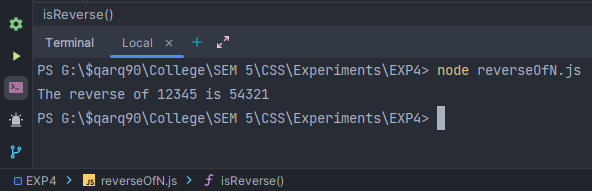 isReverse()
Terminal Local × +
PS G:\$qarq90\College\SEM 5\CSS\Experiments\EXP4> node reverseOfN.js
The reverse of 12345 is 54321
PS G:\$qarq90\College\SEM 5\CSS\Experiments\EXP4>
EXP4 > JS reverseOfN.js > f isReverse()